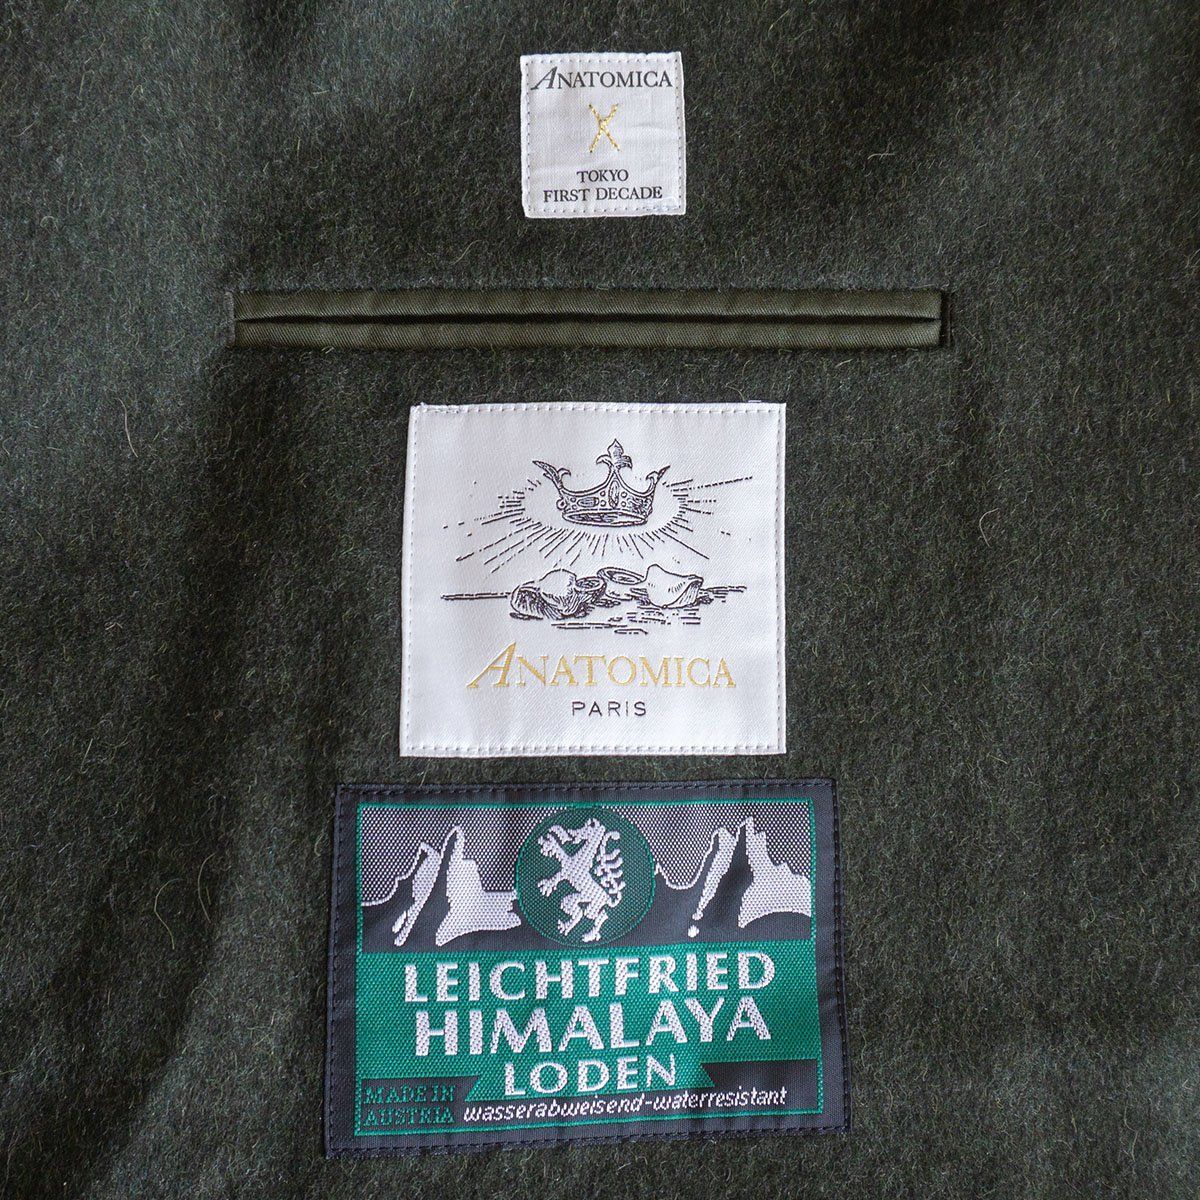 ANATOMICA
X
TOKYO
FIRST DECADE
ANATOMICA
PARIS
LEICHTFRIED
HIMALAYA
LODEN
MADE IN
AUSTRIA
wasserabweisend-waterresistant